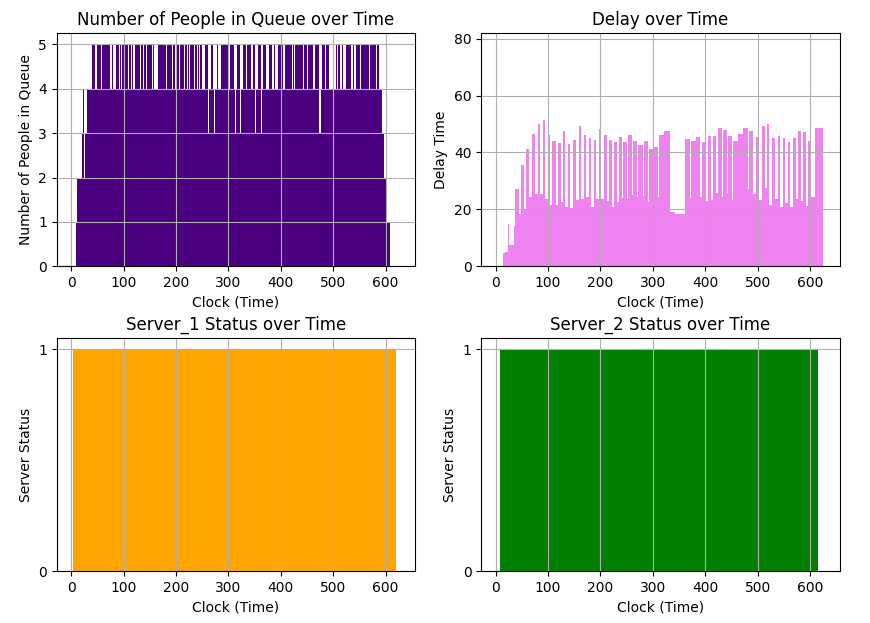 Number of People in Queue over Time
Number of People in Queue
5
4
3
2
1
0
0 100 200 300 400 500 600
Clock (Time)
Delay over Time
Delay Time
80
60
40
20
0
0 100 200 300 400 500 600
Clock (Time)
Server_1 Status over Time
Server Status
1
0
0 100 200 300 400 500 600
Clock (Time)
Server_2 Status over Time
Server Status
1
0
0 100 200 300 400 500 600
Clock (Time)